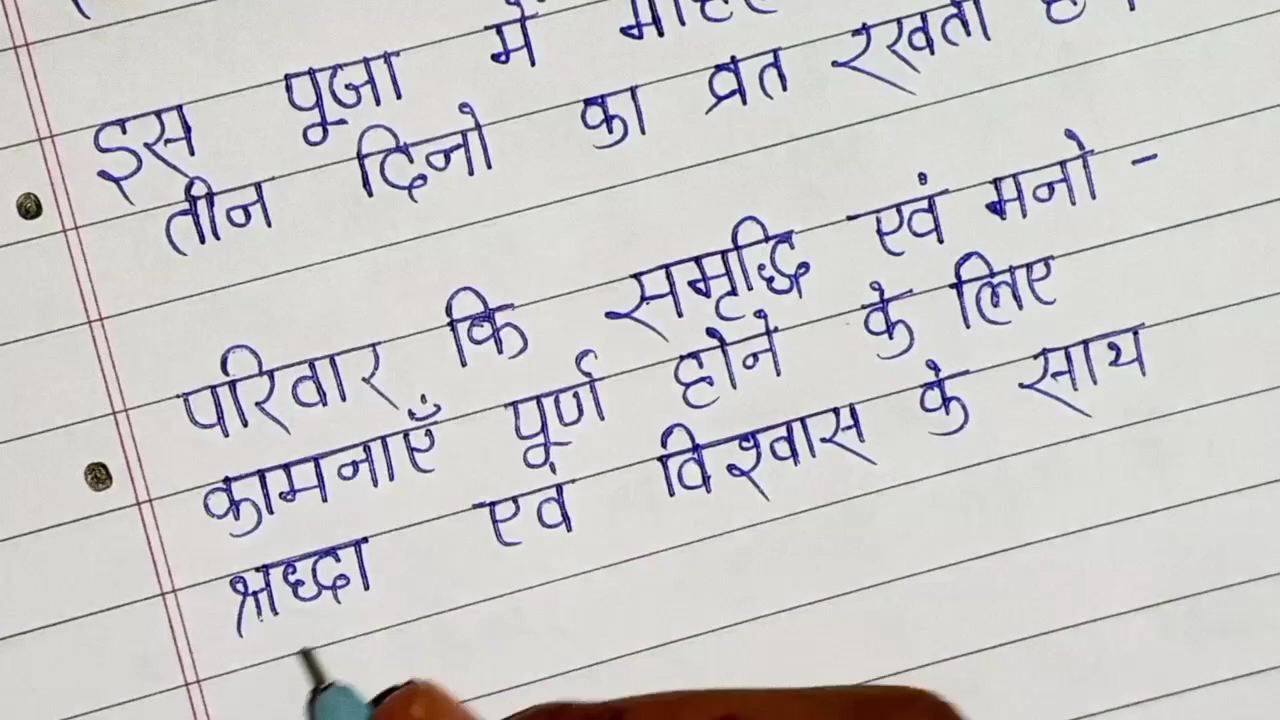 इस पूजा में
तीन दिनो का व्रत रखती
परिवार कि समृद्धि एवं मनो -
कामनाएँ पूर्ण होने के लिए
श्रध्दा एवं विश्वास के साथ